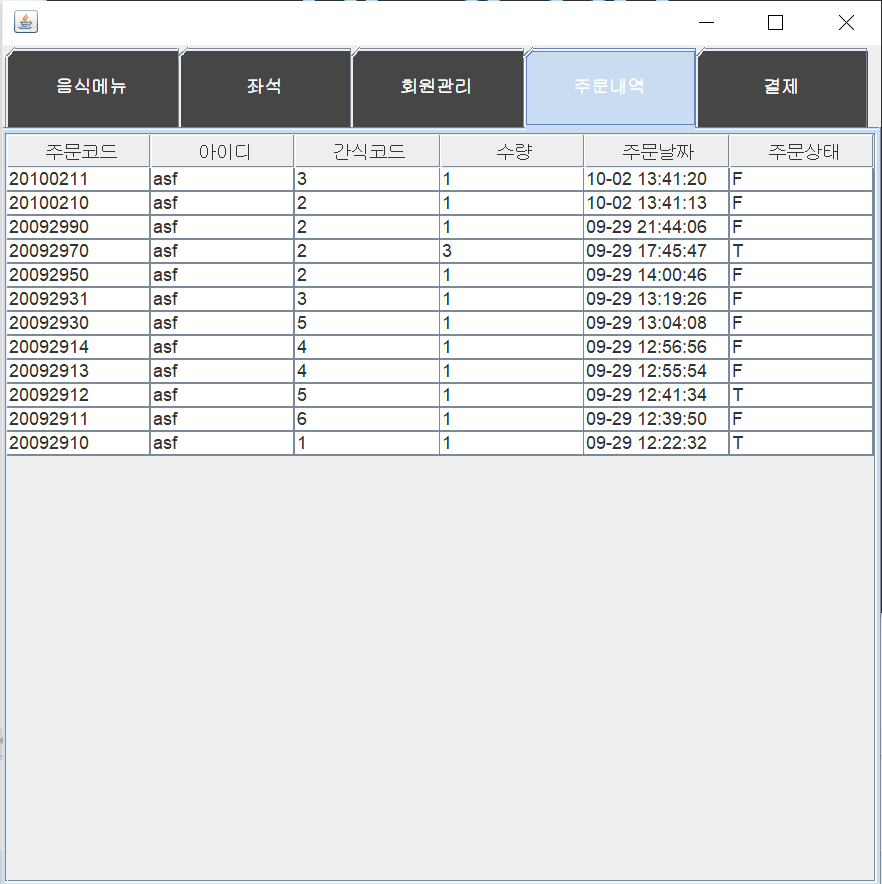 음식메뉴 좌석 회원관리 주문내역 결제
주문코드 아이디 간식코드 수량 주문날짜 주문상태
20100211 asf 3 1 10-02 13:41:20 F
20100210 asf 2 1 10-02 13:41:13 F
20092990 asf 2 1 09-29 21:44:06 F
20092970 asf 2 3 09-29 17:45:47 T
20092950 asf 2 1 09-29 14:00:46 F
20092931 asf 3 1 09-29 13:19:26 F
20092930 asf 5 1 09-29 13:04:08 F
20092914 asf 4 1 09-29 12:56:56 F
20092913 asf 4 1 09-29 12:55:54 F
20092912 asf 5 1 09-29 12:41:34 T
20092911 asf 6 1 09-29 12:39:50 F
20092910 asf 1 1 09-29 12:22:32 T